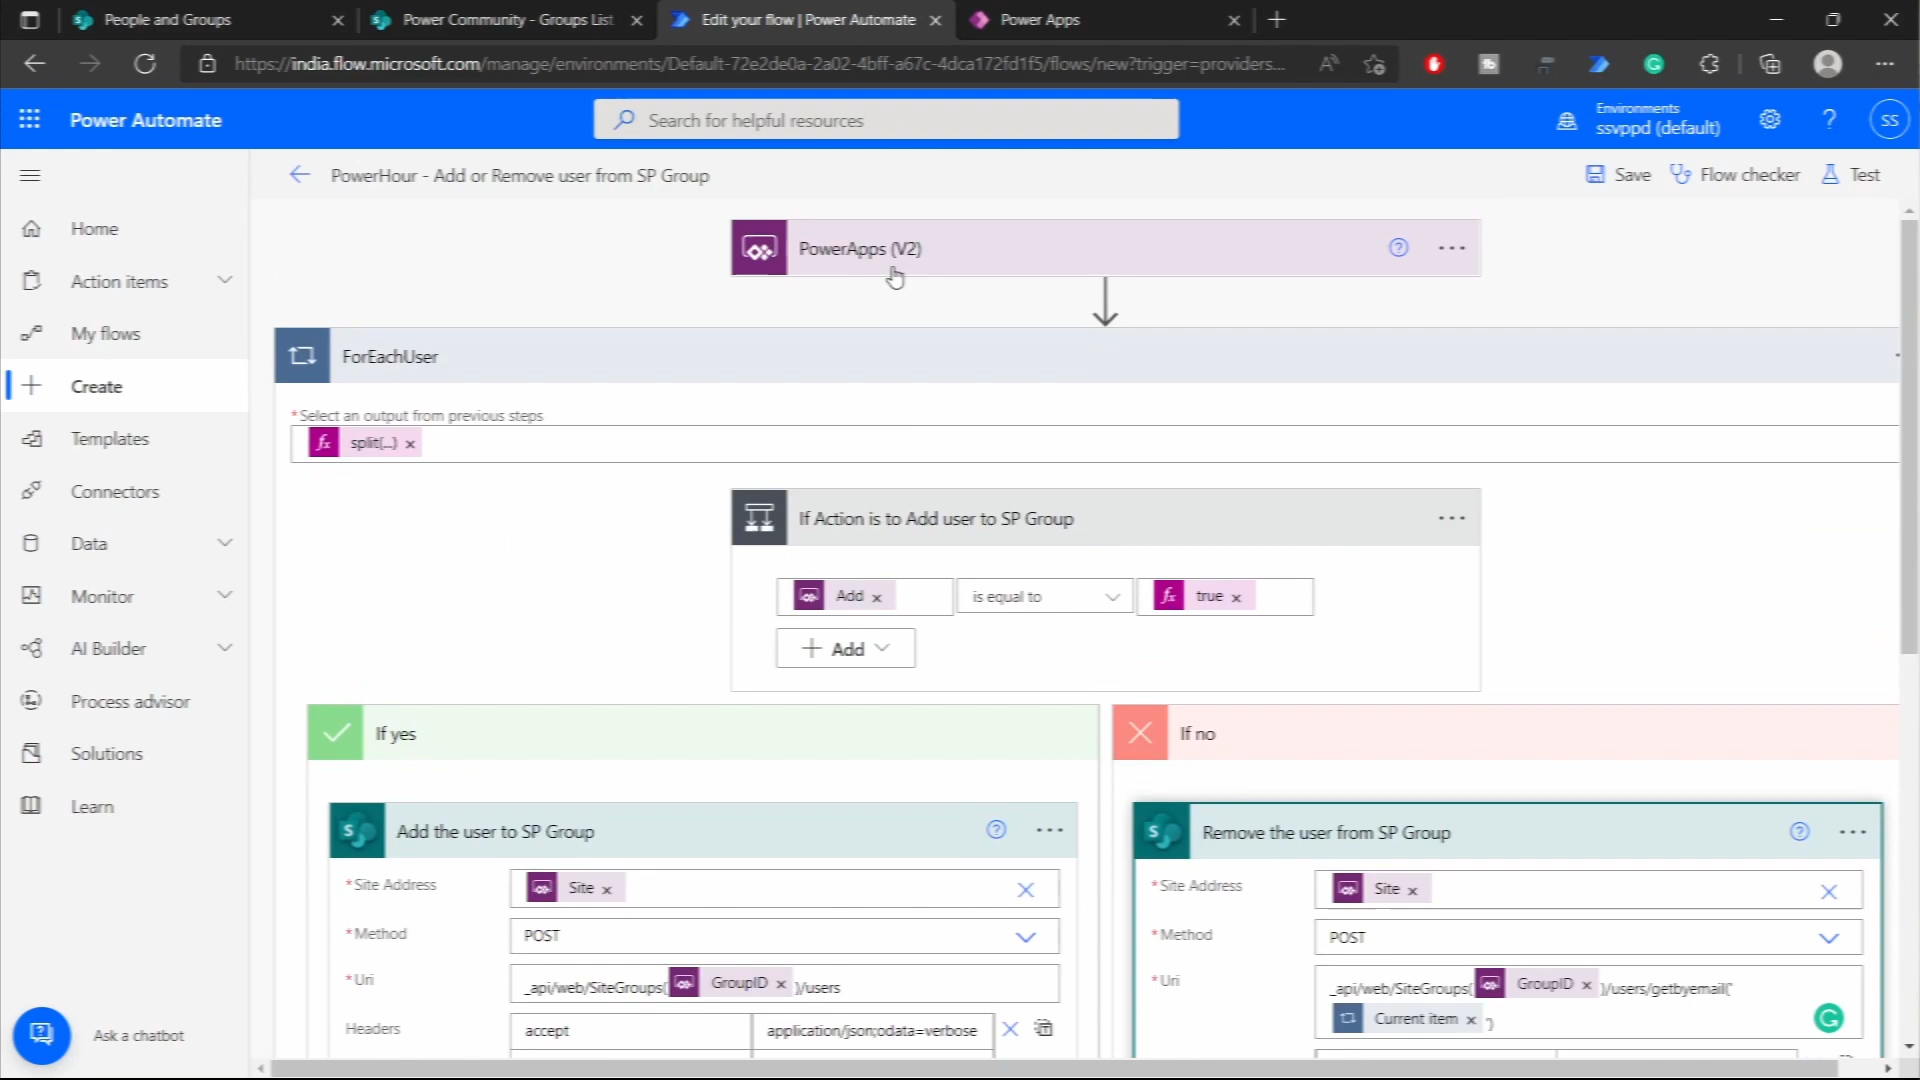 People and Groups
Power Community - Groups List
Edit your flow | Power Automate
Power Apps
https://india.flow.microsoft.com/manage/environments/Default-72e2de0a-2a02-4bff-a67c-4dca172fd1f5/flows/new?trigger=providers...
Power Automate
Search for helpful resources
Environments
ssvppd (default)
?
SS
PowerHour - Add or Remove user from SP Group
Save
Flow checker
Test
Home
Action items
My flows
Create
Templates
Connectors
Data
Monitor
AI Builder
Process advisor
Solutions
Learn
Ask a chatbot
PowerApps (V2)
ForEachUser
*Select an output from previous steps
fx split(...) ×
If Action is to Add user to SP Group
Add ×
is equal to
fx true ×
+ Add
If yes
Add the user to SP Group
*Site Address
Site ×
*Method
POST
*Uri
_api/web/SiteGroups( GroupID × )/users
Headers
accept
application/json;odata=verbose
If no
Remove the user from SP Group
*Site Address
Site ×
*Method
POST
*Uri
_api/web/SiteGroups( GroupID × )/users/getbyemail('
Current item × ')